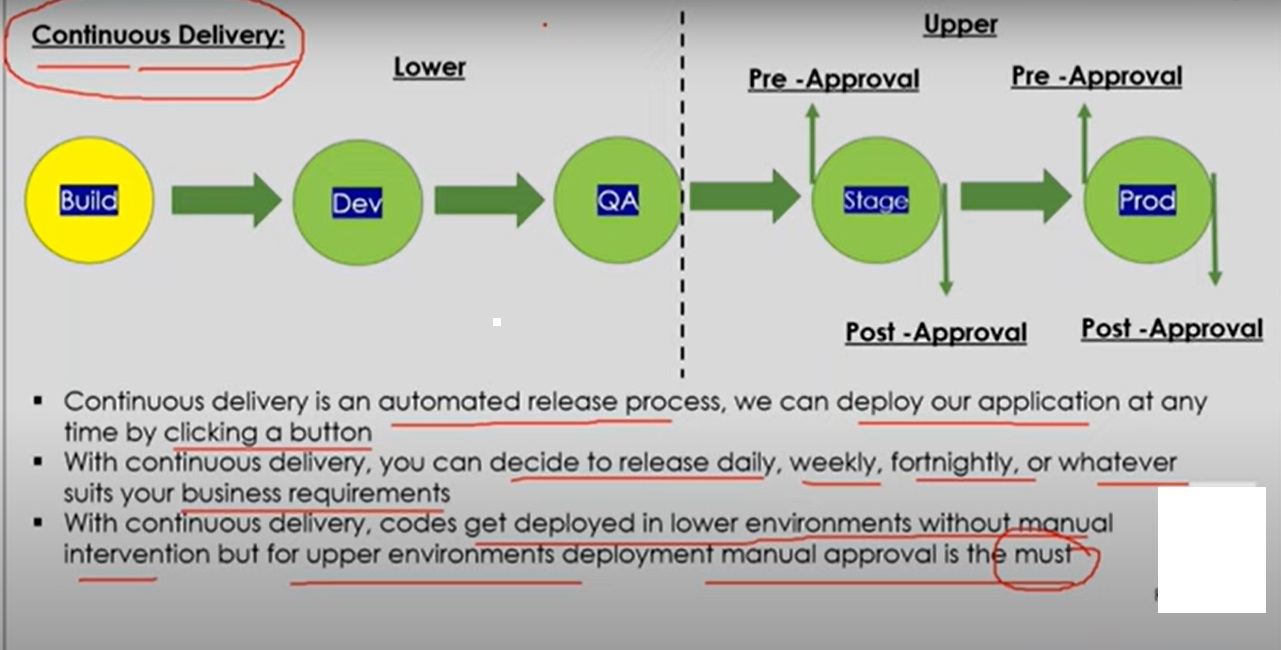 Continuous Delivery:
Upper
Lower
Pre -Approval
Pre -Approval
Build
Dev
QA
Stage
Prod
Post -Approval
Post -Approval
▪ Continuous delivery is an automated release process, we can deploy our application at any
time by clicking a button
▪ With continuous delivery, you can decide to release daily, weekly, fortnightly, or whatever
suits your business requirements
▪ With continuous delivery, codes get deployed in lower environments without manual
intervention but for upper environments deployment manual approval is the must